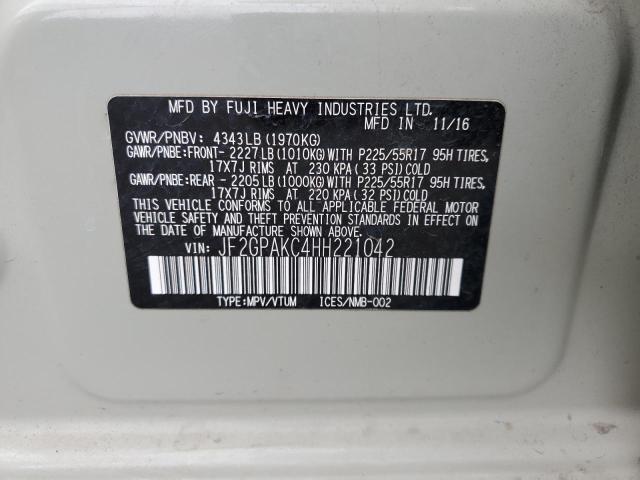 MFD BY FUJI HEAVY INDUSTRIES LTD.
MFD IN 11/16
GVWR/PNBV: 4343LB(1970KG)
GAWR/PNBE:FRONT- 2227LB(1010KG)WITH P225/55R17 95H TIRES,
17X7J RIMS AT 230 KPA(33 PSI)COLD
GAWR/PNBE:REAR - 2205LB(1000KG)WITH P225/55R17 95H TIRES,
17X7J RIMS AT 220 KPA(32 PSI)COLD
THIS VEHICLE CONFORMS TO ALL APPLICABLE FEDERAL MOTOR
VEHICLE SAFETY AND THEFT PREVENTION STANDARDS IN EFFECT
ON THE DATE OF MANUFACTURE SHOWN ABOVE.
VIN: JF2GPAKC4HH221042
TYPE:MPV/VTUM ICES/NMB-002